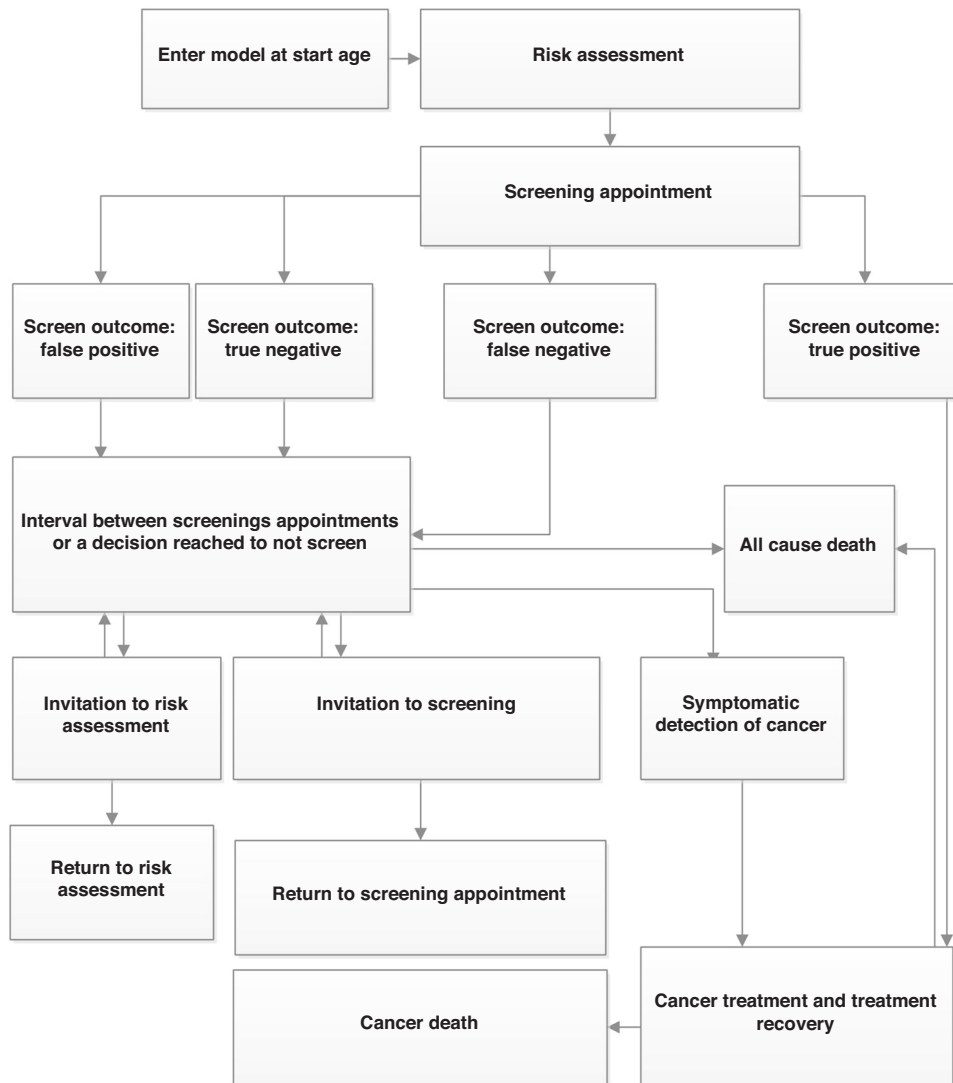 Enter model at start age
Risk assessment
Screening appointment
Screen outcome:
false positive
Screen outcome:
true negative
Screen outcome:
false negative
Screen outcome:
true positive
Interval between screenings appointments
or a decision reached to not screen
All cause death
Invitation to risk
assessment
Invitation to screening
Symptomatic
detection of cancer
Return to risk
assessment
Return to screening appointment
Cancer death
Cancer treatment and treatment
recovery